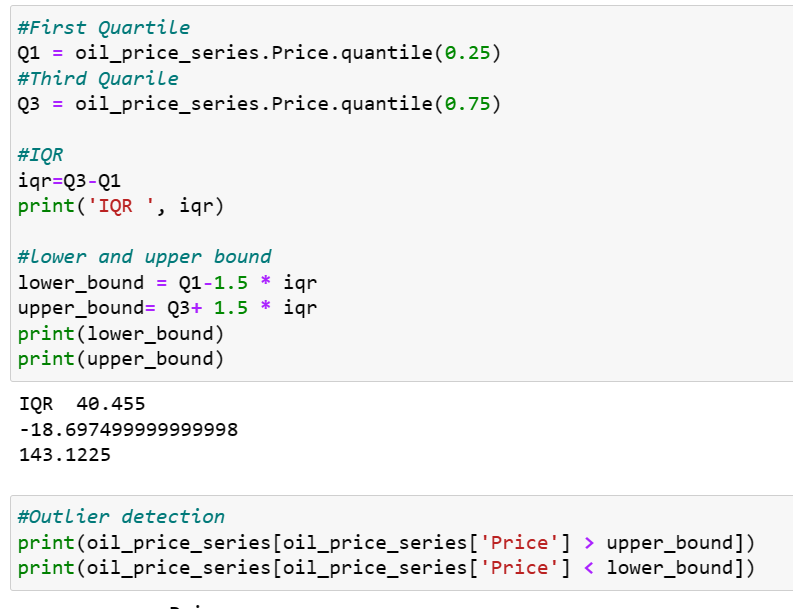 #First Quartile
Q1 = oil_price_series.Price.quantile(0.25)
#Third Quarile
Q3 = oil_price_series.Price.quantile(0.75)
#IQR
iqr=Q3-Q1
print('IQR ', iqr)
#lower and upper bound
lower_bound = Q1-1.5 * iqr
upper_bound= Q3+ 1.5 * iqr
print(lower_bound)
print(upper_bound)
IQR  40.455
-18.697499999999998
143.1225
#Outlier detection
print(oil_price_series[oil_price_series['Price'] > upper_bound])
print(oil_price_series[oil_price_series['Price'] < lower_bound])